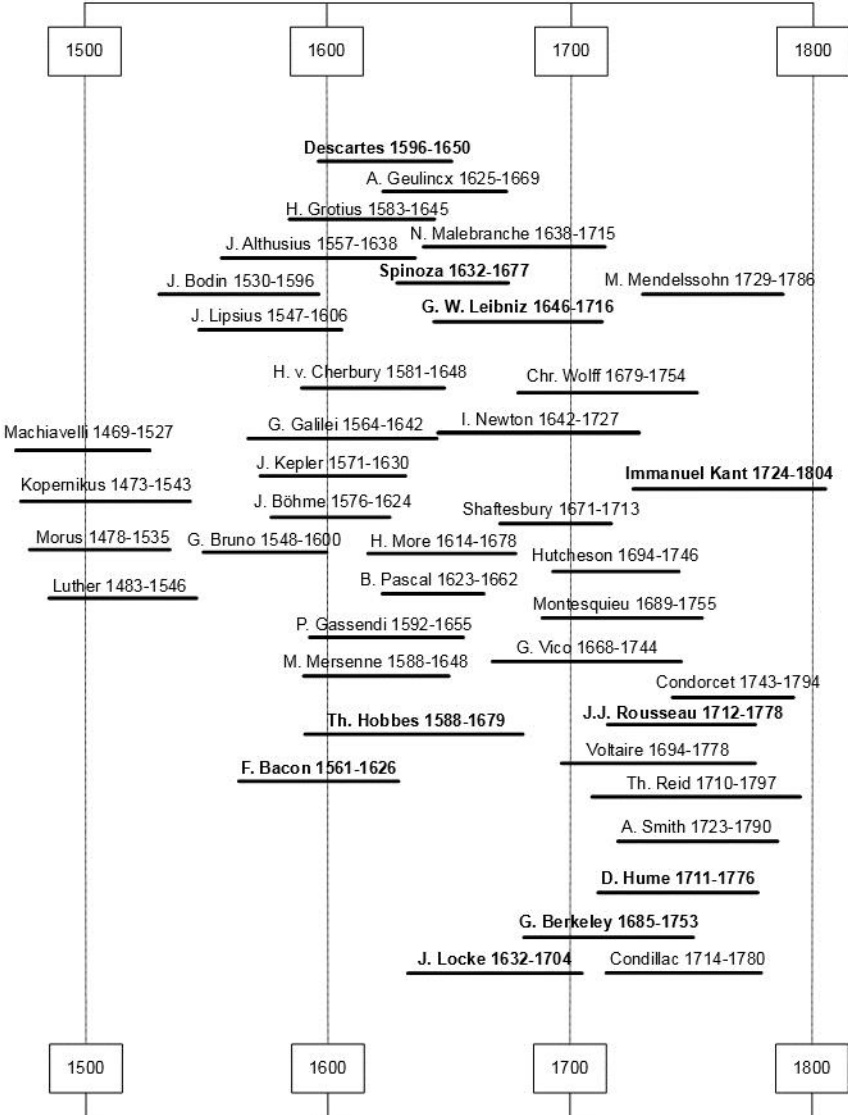 1500 1600 1700 1800
Descartes 1596-1650
A. Geulincx 1625-1669
H. Grotius 1583-1645
N. Malebranche 1638-1715
J. Althusius 1557-1638
Spinoza 1632-1677
J. Bodin 1530-1596
M. Mendelssohn 1729-1786
G. W. Leibniz 1646-1716
J. Lipsius 1547-1606
H. v. Cherbury 1581-1648
Chr. Wolff 1679-1754
I. Newton 1642-1727
G. Galilei 1564-1642
Machiavelli 1469-1527
J. Kepler 1571-1630
Immanuel Kant 1724-1804
Kopernikus 1473-1543
J. Böhme 1576-1624
Shaftesbury 1671-1713
Morus 1478-1535
G. Bruno 1548-1600
H. More 1614-1678
Hutcheson 1694-1746
B. Pascal 1623-1662
Luther 1483-1546
Montesquieu 1689-1755
P. Gassendi 1592-1655
G. Vico 1668-1744
M. Mersenne 1588-1648
Condorcet 1743-1794
J.J. Rousseau 1712-1778
Th. Hobbes 1588-1679
Voltaire 1694-1778
F. Bacon 1561-1626
Th. Reid 1710-1797
A. Smith 1723-1790
D. Hume 1711-1776
G. Berkeley 1685-1753
J. Locke 1632-1704
Condillac 1714-1780
1500 1600 1700 1800